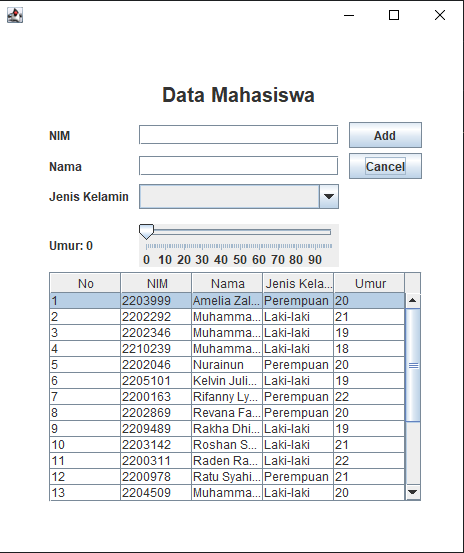 Data Mahasiswa
NIM Add
Nama Cancel
Jenis Kelamin
Umur: 0
0 10 20 30 40 50 60 70 80 90
No NIM Nama Jenis Kela... Umur
1 2203999 Amelia Zal... Perempuan 20
2 2202292 Muhamma... Laki-laki 21
3 2202346 Muhamma... Laki-laki 19
4 2210239 Muhamma... Laki-laki 18
5 2202046 Nurainun Perempuan 20
6 2205101 Kelvin Juli... Laki-laki 19
7 2200163 Rifanny Ly... Perempuan 22
8 2202869 Revana Fa... Perempuan 20
9 2209489 Rakha Dhi... Laki-laki 19
10 2203142 Roshan S... Laki-laki 21
11 2200311 Raden Ra... Laki-laki 22
12 2200978 Ratu Syahi... Perempuan 21
13 2204509 Muhamma... Laki-laki 20